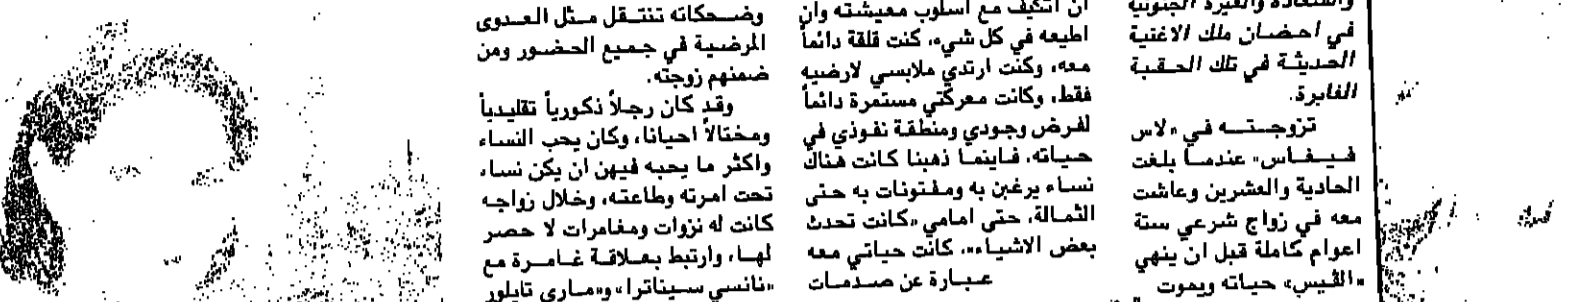 والسعادة والغيرة الجنونية
في احضان ملك الاغنية
الحديثة في تلك الحقبة
الغابرة.
تزوجته في «لاس
فيغاس» عندما بلغت
الحادية والعشرين وعاشت
معه في زواج شرعي ستة
اعوام كاملة قبل ان ينهي
«الڤيس» حياته ويموت
ان اتكيف مع اسلوب معيشته وان
اطيعه في كل شيء، كنت قلقة دائماً
معه، وكنت ارتدي ملابسي لارضيه
فقط، وكانت معركتي مستمرة دائماً
لفرض وجودي ومنطقة نفوذي في
حياته، فاينما ذهبنا كانت هناك
نساء يرغبن به ومفتونات به حتى
الثمالة، حتى امامي «كانت تحدث
بعض الاشياء»، كانت حياتي معه
عبارة عن صدمات
وضحكاته تنتقل مثل العدوى
المرضية في جميع الحضور ومن
ضمنهم زوجته.
وقد كان رجلاً ذكورياً تقليدياً
ومختالاً احيانا، وكان يحب النساء
واكثر ما يحبه فيهن ان يكن نساء
تحت امرته وطاعته، وخلال زواجه
كانت له نزوات ومغامرات لا حصر
لها، وارتبط بعلاقة غامرة مع
«نانسي سيناترا» و«ماري تايلور